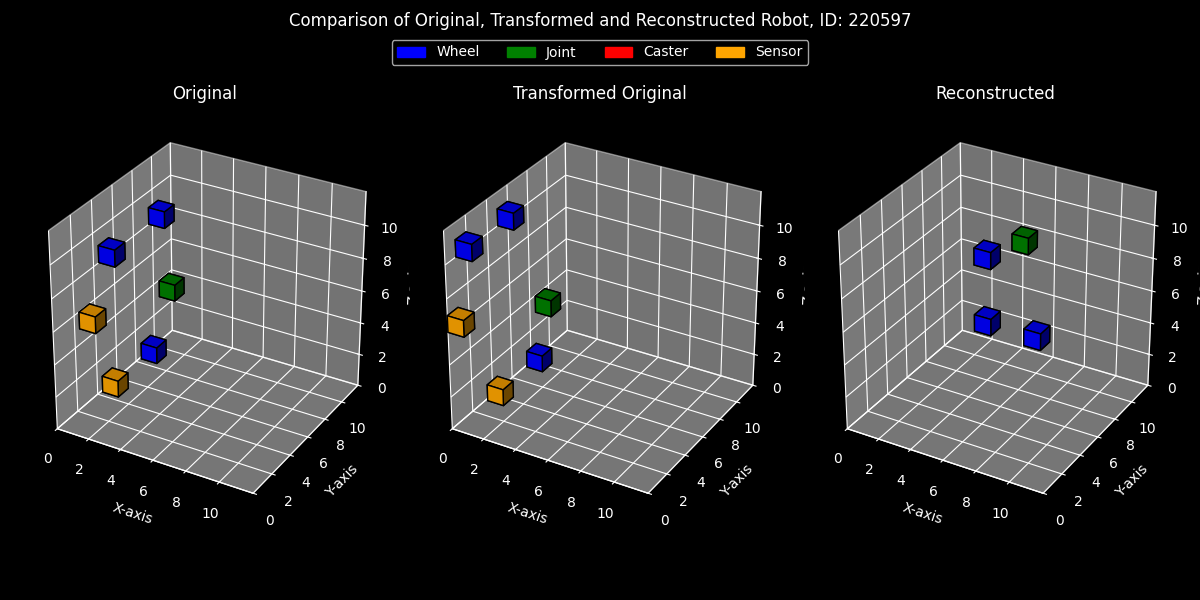 Comparison of Original, Transformed and Reconstructed Robot, ID: 220597
Wheel Joint Caster Sensor
Original Transformed Original Reconstructed
10 10 10
8 8 8
6 6 6
4 4 4
2 2 2
0 0 0
10 10 10
8 8 8
6 6 6
4 4 4
2 2 2
0 0 0
0 2 4 6 8 10 0 2 4 6 8 10 0 2 4 6 8 10
X-axis Y-axis X-axis Y-axis X-axis Y-axis